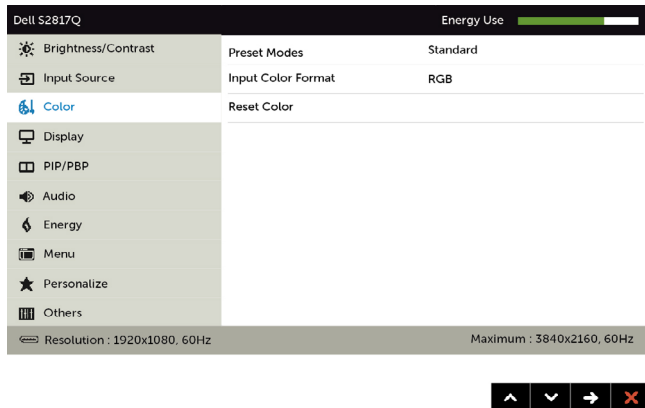 Dell S2817Q Energy Use
Brightness/Contrast
Input Source
Color
Display
PIP/PBP
Audio
Energy
Menu
Personalize
Others
Preset Modes Standard
Input Color Format RGB
Reset Color
Resolution : 1920x1080, 60Hz Maximum : 3840x2160, 60Hz